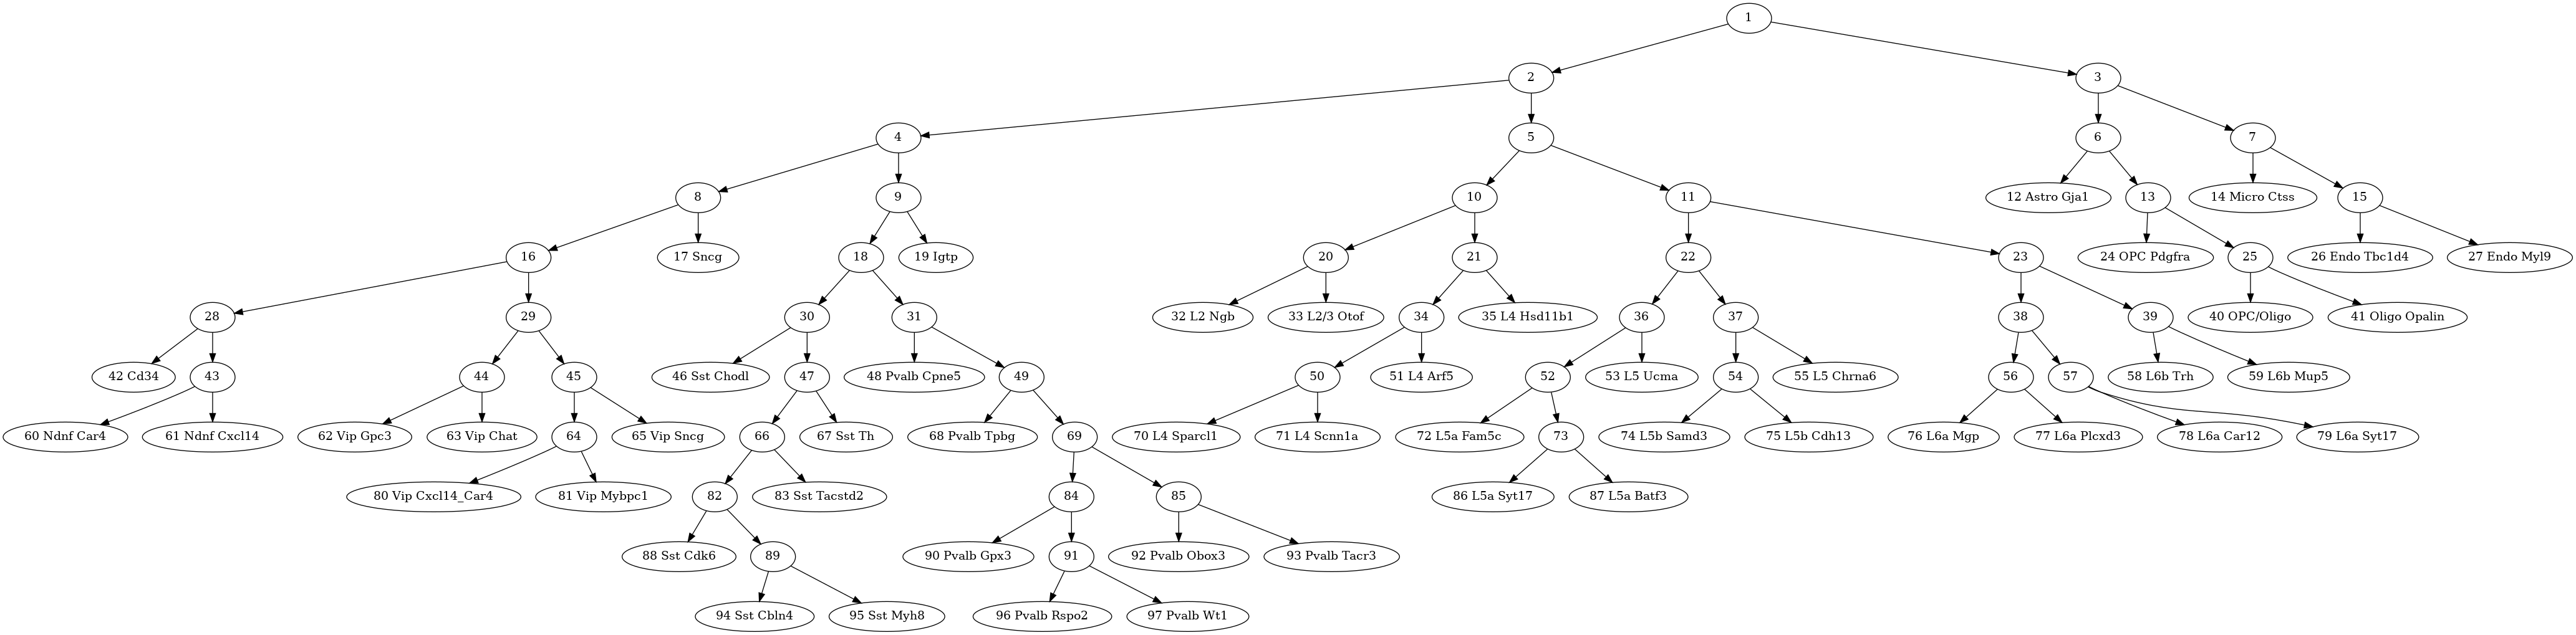 1
2
3
4
5
6
7
8
9
10
11
12 Astro Gja1
13
14 Micro Ctss
15
16
17 Sncg
18
19 Igtp
20
21
22
23
24 OPC Pdgfra
25
26 Endo Tbc1d4
27 Endo Myl9
28
29
30
31
32 L2 Ngb
33 L2/3 Otof
34
35 L4 Hsd11b1
36
37
38
39
40 OPC/Oligo
41 Oligo Opalin
42 Cd34
43
44
45
46 Sst Chodl
47
48 Pvalb Cpne5
49
50
51 L4 Arf5
52
53 L5 Ucma
54
55 L5 Chrna6
56
57
58 L6b Trh
59 L6b Mup5
60 Ndnf Car4
61 Ndnf Cxcl14
62 Vip Gpc3
63 Vip Chat
64
65 Vip Sncg
66
67 Sst Th
68 Pvalb Tpbg
69
70 L4 Sparcl1
71 L4 Scnn1a
72 L5a Fam5c
73
74 L5b Samd3
75 L5b Cdh13
76 L6a Mgp
77 L6a Plcxd3
78 L6a Car12
79 L6a Syt17
80 Vip Cxcl14_Car4
81 Vip Mybpc1
82
83 Sst Tacstd2
84
85
86 L5a Syt17
87 L5a Batf3
88 Sst Cdk6
89
90 Pvalb Gpx3
91
92 Pvalb Obox3
93 Pvalb Tacr3
94 Sst Cbln4
95 Sst Myh8
96 Pvalb Rspo2
97 Pvalb Wt1